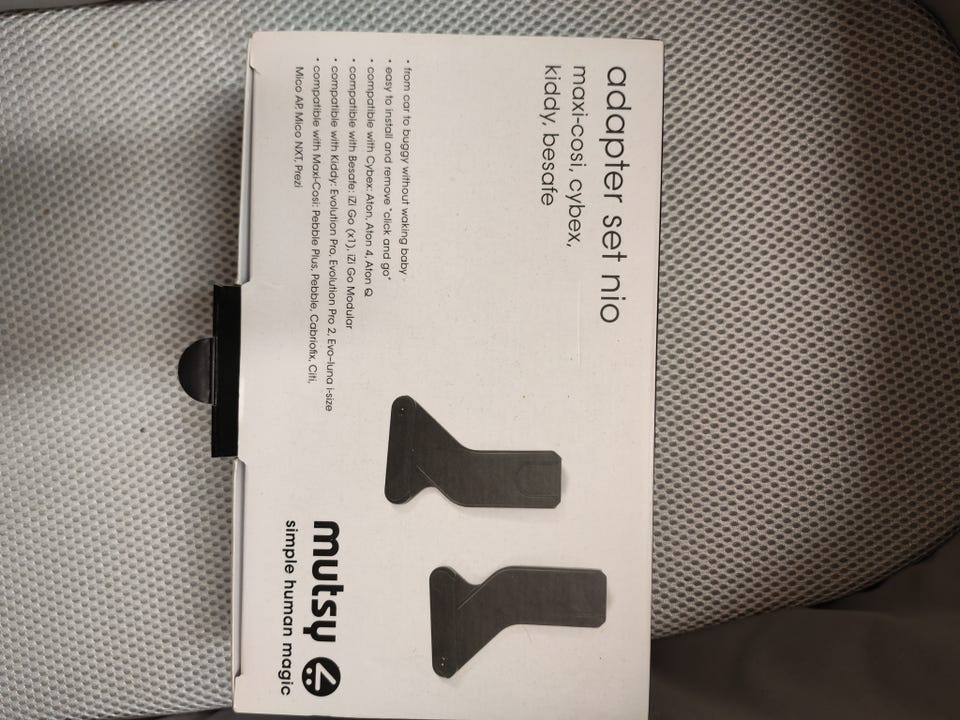 adapter set nio
maxi-cosi, cybex,
kiddy, besafe
• from car to buggy without waking baby
• easy to install and remove "click and go"
• compatible with Cybex: Aton, Aton 4, Aton Q
• compatible with Besafe: iZi Go (x1), iZi Go Modular
• compatible with Kiddy: Evolution Pro, Evolution Pro 2, Evo-luna i-size
• compatible with Maxi-Cosi: Pebble Plus, Pebble, Cabriofix, Citi,
Mico AP, Mico NXT, Prezi
mutsy
simple human magic